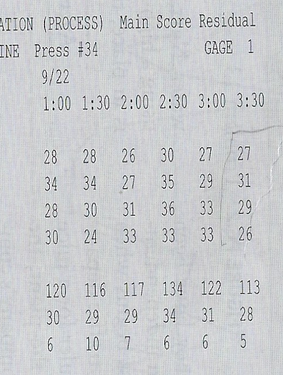 ATION (PROCESS) Main Score Residual
INE Press #34 GAGE 1
9/22
1:00 1:30 2:00 2:30 3:00 3:30
28 28 26 30 27 27
34 34 27 35 29 31
28 30 31 36 33 29
30 24 33 33 33 26
120 116 117 134 122 113
30 29 29 34 31 28
6 10 7 6 6 5